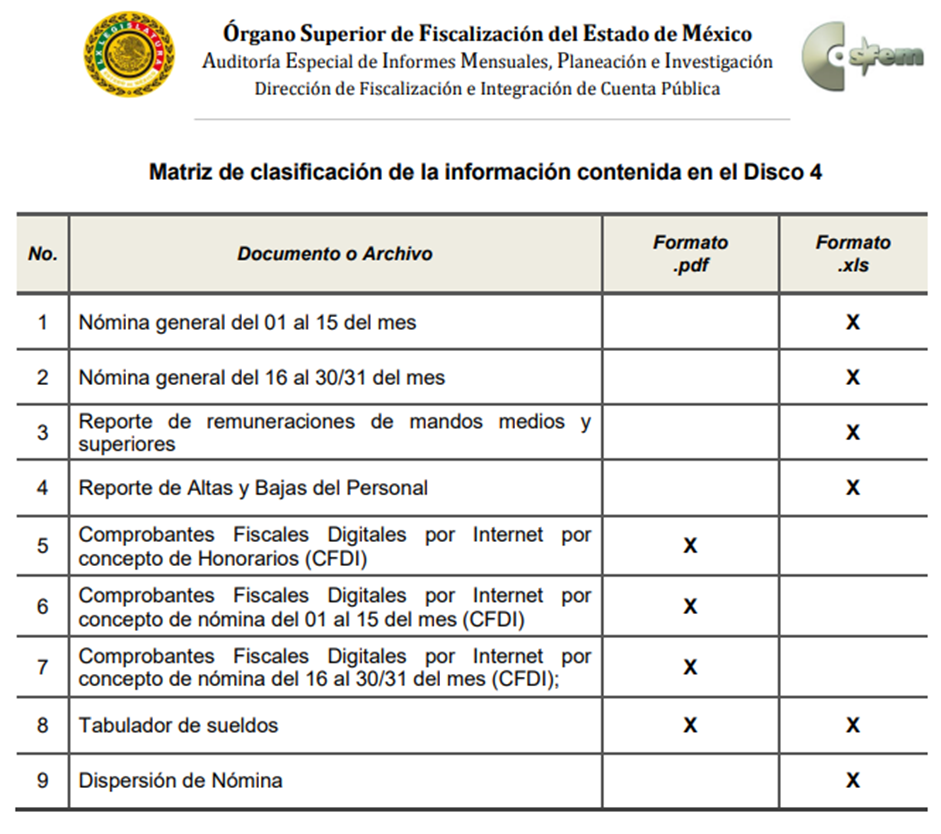 Órgano Superior de Fiscalización del Estado de México
Auditoría Especial de Informes Mensuales, Planeación e Investigación
Dirección de Fiscalización e Integración de Cuenta Pública
osfem
Matriz de clasificación de la información contenida en el Disco 4
No. Documento o Archivo Formato .pdf Formato .xls
1 Nómina general del 01 al 15 del mes X
2 Nómina general del 16 al 30/31 del mes X
3 Reporte de remuneraciones de mandos medios y
superiores X
4 Reporte de Altas y Bajas del Personal X
5 Comprobantes Fiscales Digitales por Internet por
concepto de Honorarios (CFDI) X
6 Comprobantes Fiscales Digitales por Internet por
concepto de nómina del 01 al 15 del mes (CFDI) X
7 Comprobantes Fiscales Digitales por Internet por
concepto de nómina del 16 al 30/31 del mes (CFDI); X
8 Tabulador de sueldos X X
9 Dispersión de Nómina X